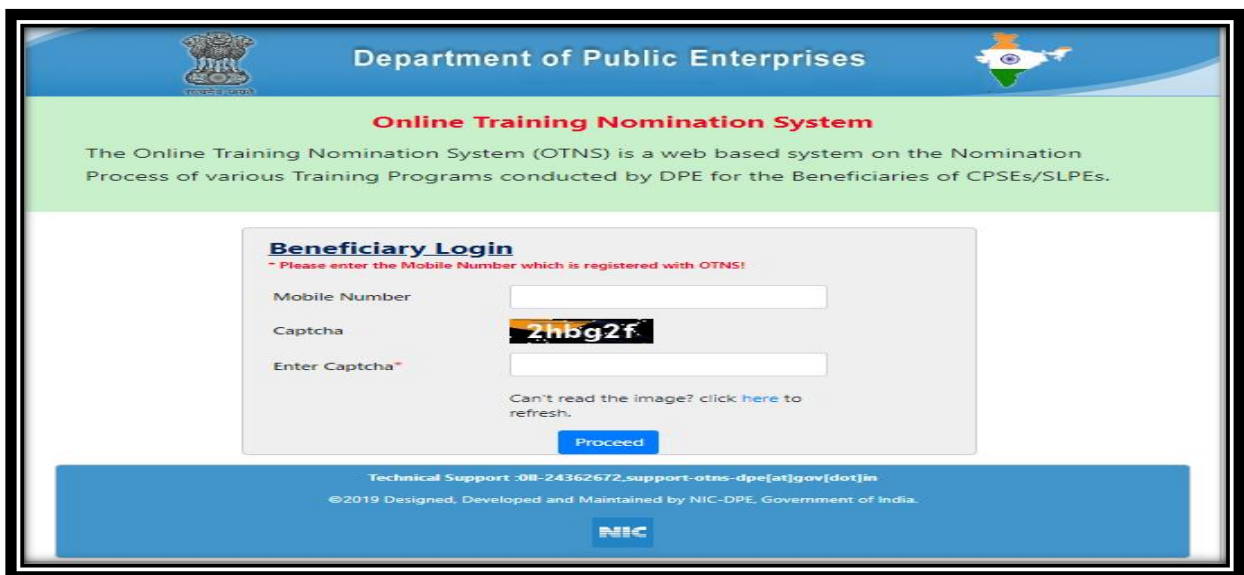 Department of Public Enterprises
सत्यमेव जयते
Online Training Nomination System
The Online Training Nomination System (OTNS) is a web based system on the Nomination
Process of various Training Programs conducted by DPE for the Beneficiaries of CPSEs/SLPEs.
Beneficiary Login
* Please enter the Mobile Number which is registered with OTNS!
Mobile Number
Captcha
2hbg2f
Enter Captcha*
Can't read the image? click here to
refresh.
Proceed
Technical Support :011-24362672,support-otns-dpe[at]gov[dot]in
©2019 Designed, Developed and Maintained by NIC-DPE, Government of India.
NIC